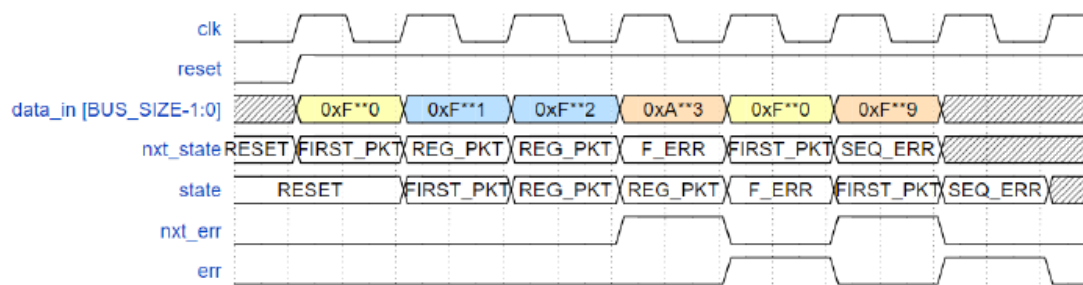 clk
reset
data_in [BUS_SIZE-1:0] 0xF**0 0xF**1 0xF**2 0xA**3 0xF**0 0xF**9
nxt_state RESET FIRST_PKT REG_PKT REG_PKT F_ERR FIRST_PKT SEQ_ERR
state RESET FIRST_PKT REG_PKT REG_PKT F_ERR FIRST_PKT SEQ_ERR
nxt_err
err